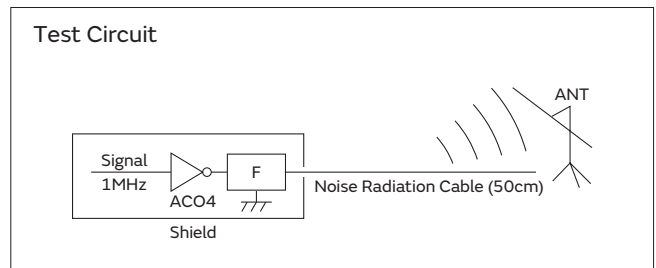 Test Circuit
ANT
Signal
1MHz
F
ACO4
Noise Radiation Cable (50cm)
Shield